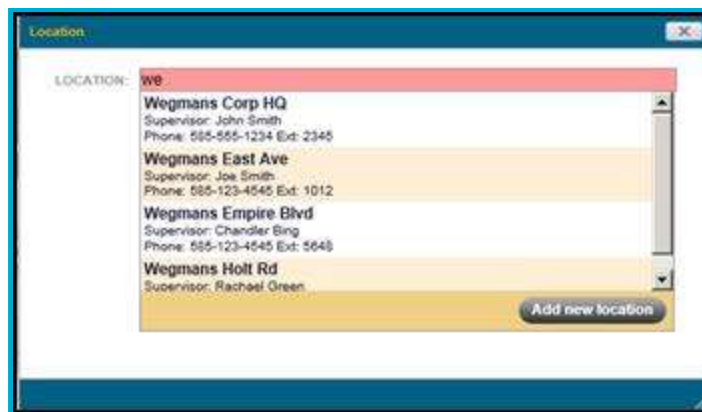 Location
LOCATION: we
Wegmans Corp HQ
Supervisor: John Smith
Phone: 585-555-1234 Ext: 2345
Wegmans East Ave
Supervisor: Joe Smith
Phone: 585-123-4545 Ext: 1012
Wegmans Empire Blvd
Supervisor: Chandler Bing
Phone: 585-123-4545 Ext: 5648
Wegmans Holt Rd
Supervisor: Rachael Green
Add new location